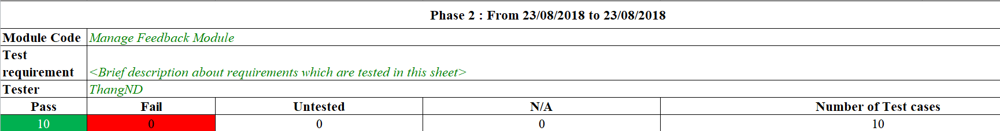 Phase 2 : From 23/08/2018 to 23/08/2018
Module Code Manage Feedback Module
Test
requirement <Brief description about requirements which are tested in this sheet>
Tester ThangND
Pass Fail Untested N/A Number of Test cases
10 0 0 0 10